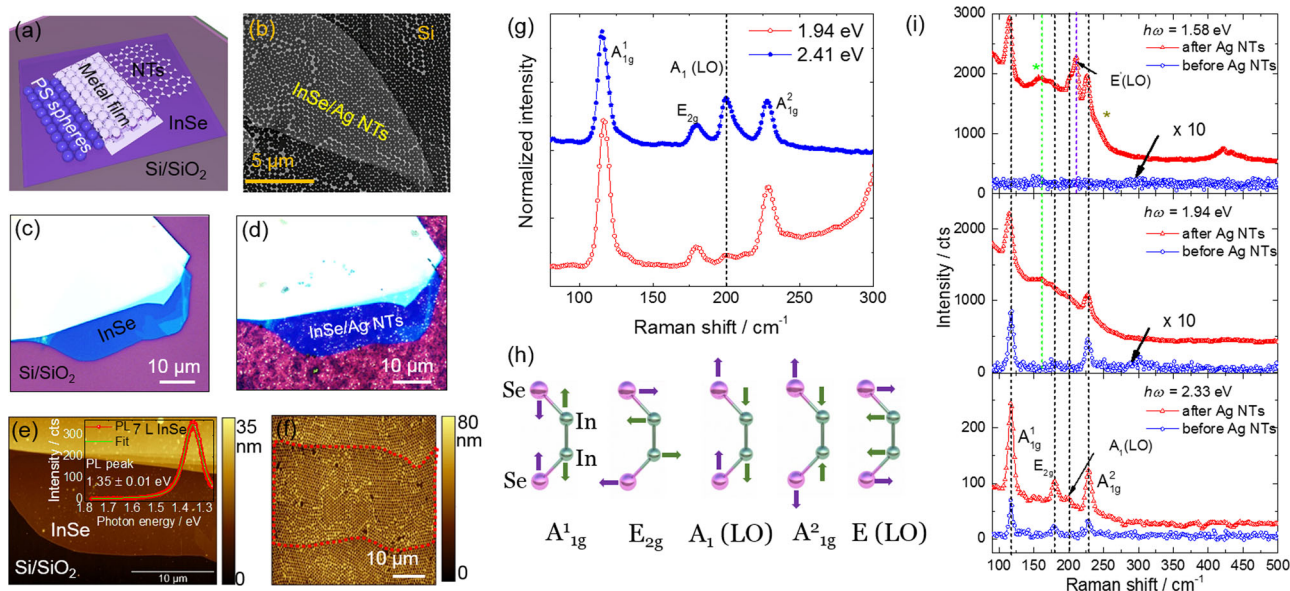 (a)
PS spheres
Metal film
NTs
InSe
Si/SiO2
(b)
Si
InSe/Ag NTs
5 μm
(c)
InSe
Si/SiO2
10 μm
(d)
InSe/Ag NTs
10 μm
(e)
Intensity / cts
300
200
100
0
PL 7 L InSe
Fit
PL peak
1,35 ± 0.01 eV
1.8 1.7 1.6 1.5 1.4 1.3
Photon energy / eV
InSe
Si/SiO2
10 μm
35
nm
0
(f)
10 μm
80
nm
0
(g)
Normalized intensity
A¹1g
E2g
A1 (LO)
A²1g
1.94 eV
2.41 eV
100 150 200 250 300
Raman shift / cm⁻¹
(h)
Se
In
In
Se
A¹1g E2g A1 (LO) A²1g E (LO)
(i)
Intensity / cts
3000
2000
1000
0
*
*
ħω = 1.58 eV
after Ag NTs
before Ag NTs
E'(LO)
x 10
2000
1000
0
ħω = 1.94 eV
after Ag NTs
before Ag NTs
x 10
200
100
0
ħω = 2.33 eV
after Ag NTs
before Ag NTs
A¹1g
E2g
A1(LO)
A²1g
100 150 200 250 300 350 400 450 500
Raman shift / cm⁻¹